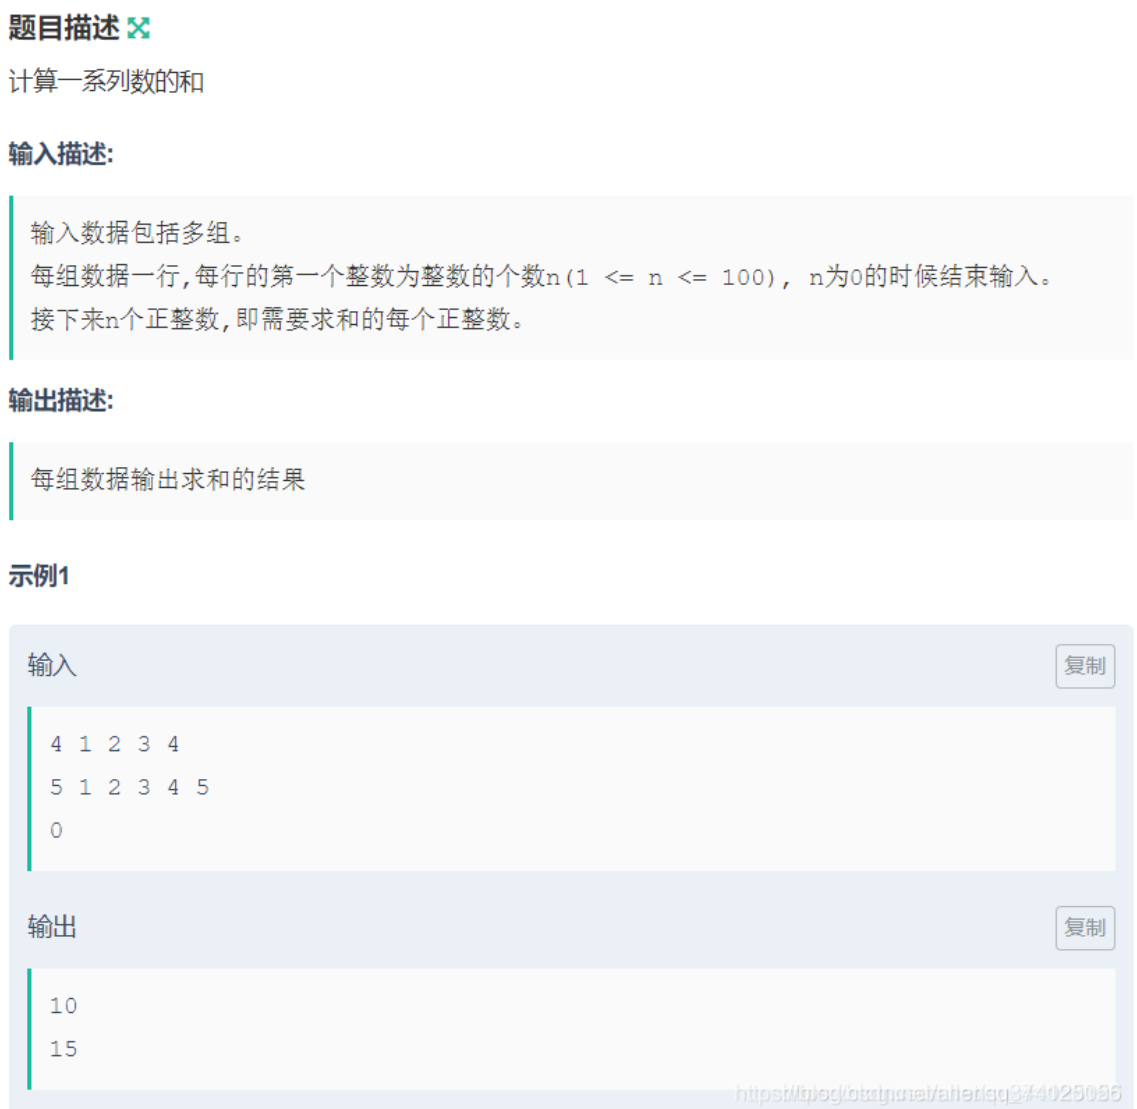 题目描述
计算一系列数的和
输入描述:
输入数据包括多组。
每组数据一行,每行的第一个整数为整数的个数n(1 <= n <= 100), n为0的时候结束输入。
接下来n个正整数,即需要求和的每个正整数。
输出描述:
每组数据输出求和的结果
示例1
输入
复制
4 1 2 3 4
5 1 2 3 4 5
0
输出
复制
10
15